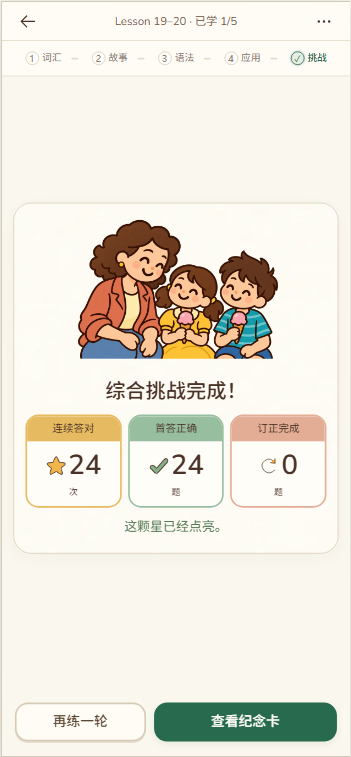 Lesson 19–20 · 已学 1/5
1 词汇 – 2 故事 – 3 语法 – 4 应用 – 挑战
综合挑战完成！
连续答对 首答正确 订正完成
24 24 0
次 题 题
这颗星已经点亮。
再练一轮 查看纪念卡